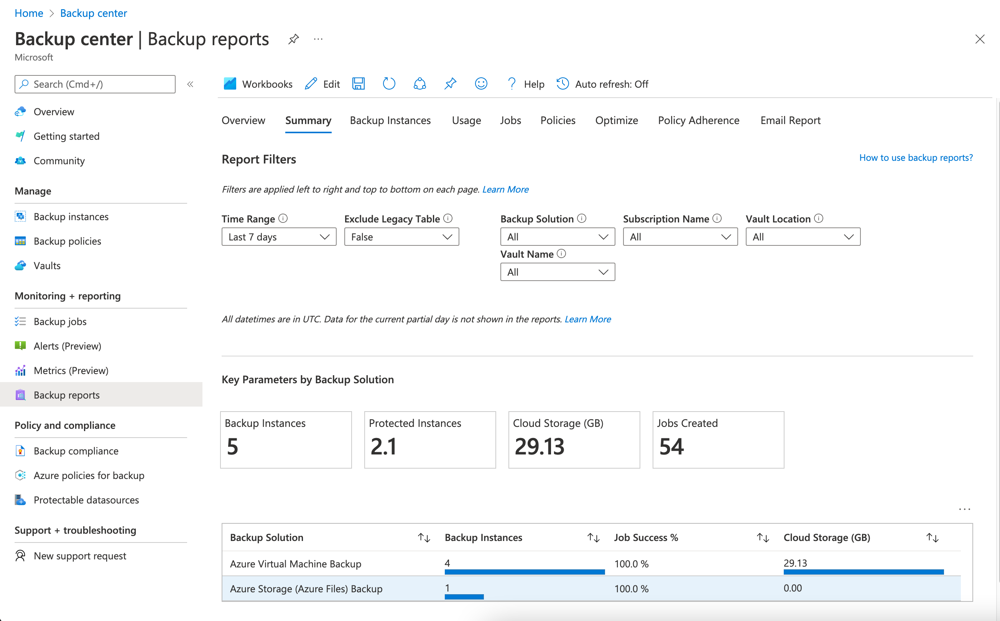 Home > Backup center
Backup center | Backup reports ...
Microsoft
Search (Cmd+/) «
Overview
Getting started
Community
Manage
Backup instances
Backup policies
Vaults
Monitoring + reporting
Backup jobs
Alerts (Preview)
Metrics (Preview)
Backup reports
Policy and compliance
Backup compliance
Azure policies for backup
Protectable datasources
Support + troubleshooting
New support request
Workbooks Edit Help Auto refresh: Off
Overview Summary Backup Instances Usage Jobs Policies Optimize Policy Adherence Email Report
Report Filters
How to use backup reports?
Filters are applied left to right and top to bottom on each page. Learn More
Time Range Exclude Legacy Table Backup Solution Subscription Name Vault Location
Last 7 days False All All All
Vault Name
All
All datetimes are in UTC. Data for the current partial day is not shown in the reports. Learn More
Key Parameters by Backup Solution
Backup Instances Protected Instances Cloud Storage (GB) Jobs Created
5 2.1 29.13 54
...
Backup Solution Backup Instances Job Success % Cloud Storage (GB)
Azure Virtual Machine Backup 4 100.0 % 29.13
Azure Storage (Azure Files) Backup 1 100.0 % 0.00